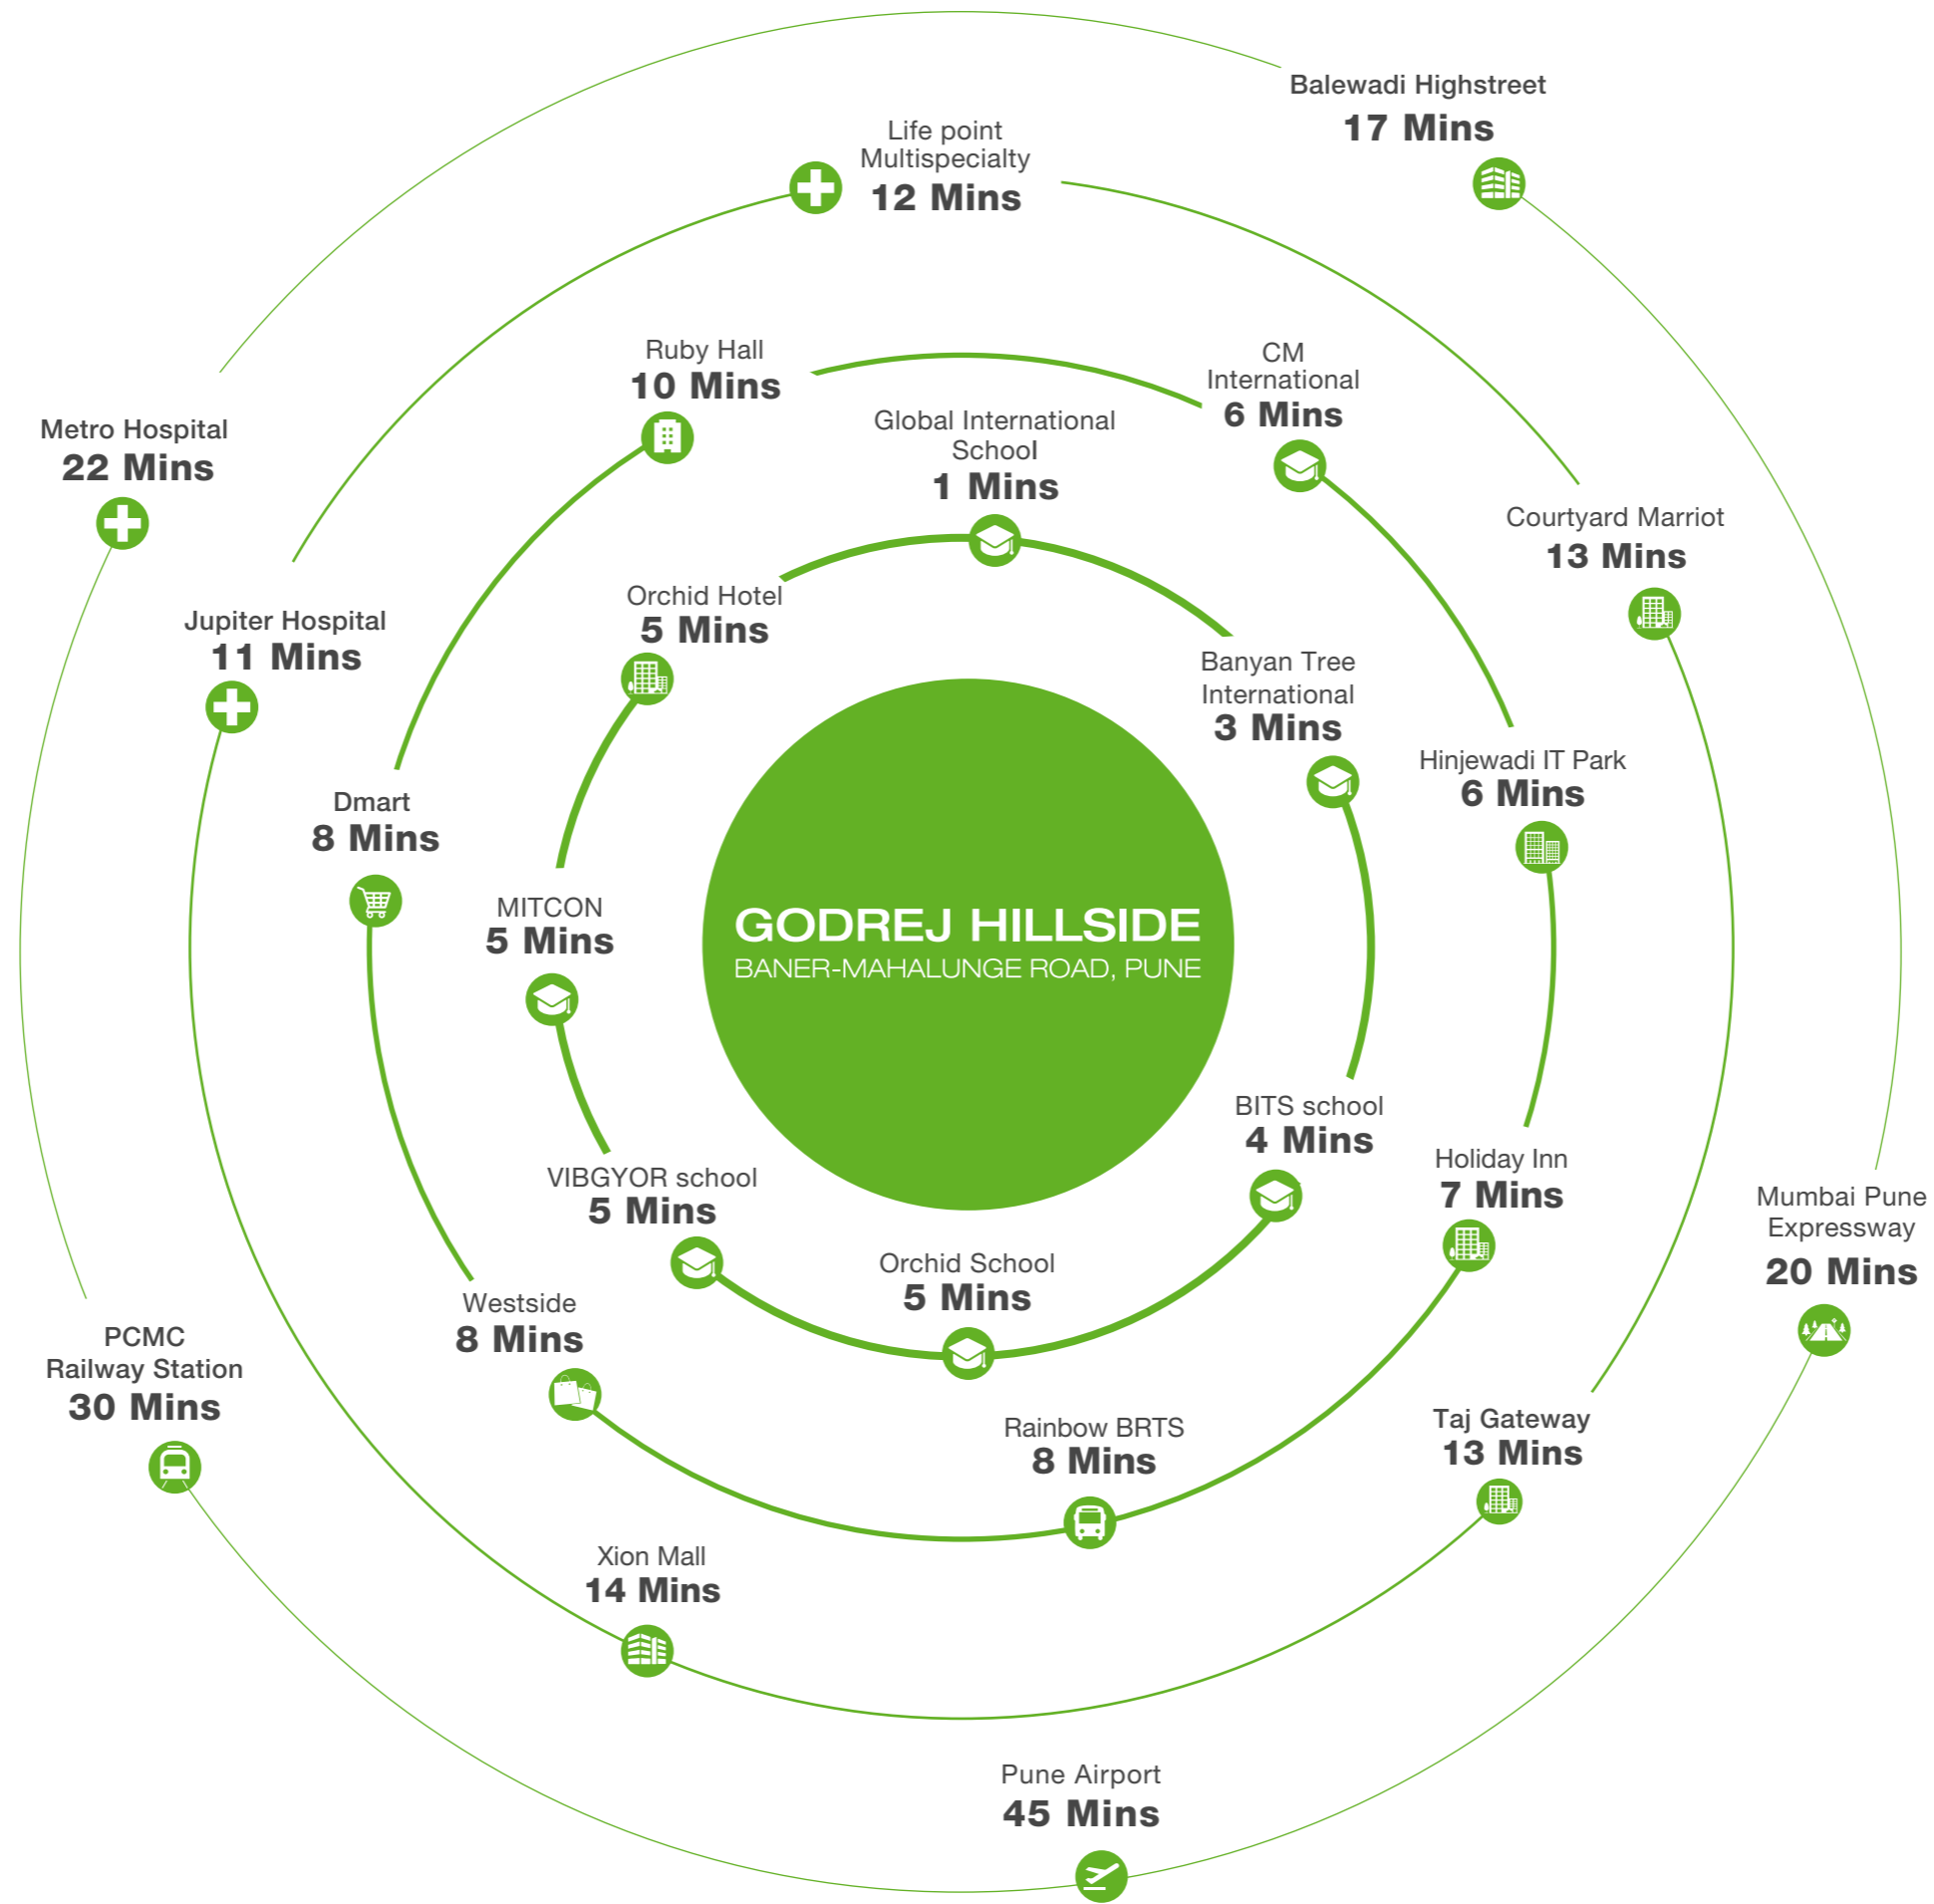 Balewadi Highstreet
17 Mins
Life point
Multispecialty
12 Mins
Ruby Hall
10 Mins
CM
International
6 Mins
Global International
School
1 Mins
Metro Hospital
22 Mins
Courtyard Marriot
13 Mins
Orchid Hotel
5 Mins
Jupiter Hospital
11 Mins
Banyan Tree
International
3 Mins
Hinjewadi IT Park
6 Mins
Dmart
8 Mins
MITCON
5 Mins
GODREJ HILLSIDE
BANER-MAHALUNGE ROAD, PUNE
BITS school
4 Mins
Holiday Inn
7 Mins
VIBGYOR school
5 Mins
Mumbai Pune
Expressway
20 Mins
Orchid School
5 Mins
Westside
8 Mins
PCMC
Railway Station
30 Mins
Rainbow BRTS
8 Mins
Taj Gateway
13 Mins
Xion Mall
14 Mins
Pune Airport
45 Mins